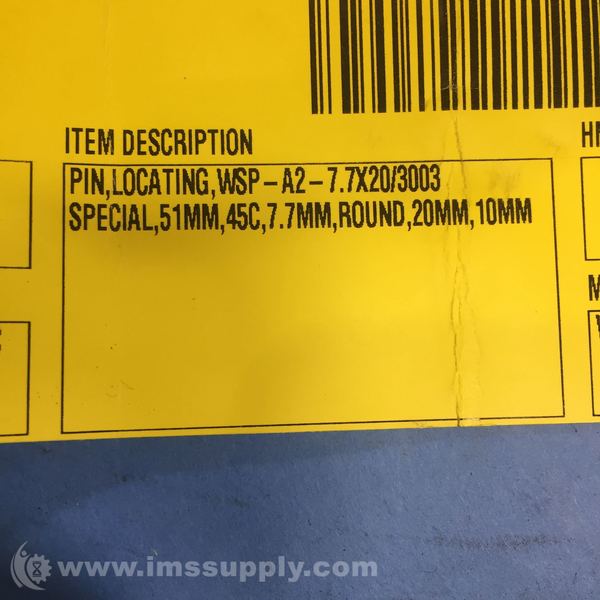 ITEM DESCRIPTION
PIN,LOCATING,WSP-A2-7.7X20/3003
SPECIAL,51MM,45C,7.7MM,ROUND,20MM,10MM
www.imssupply.com